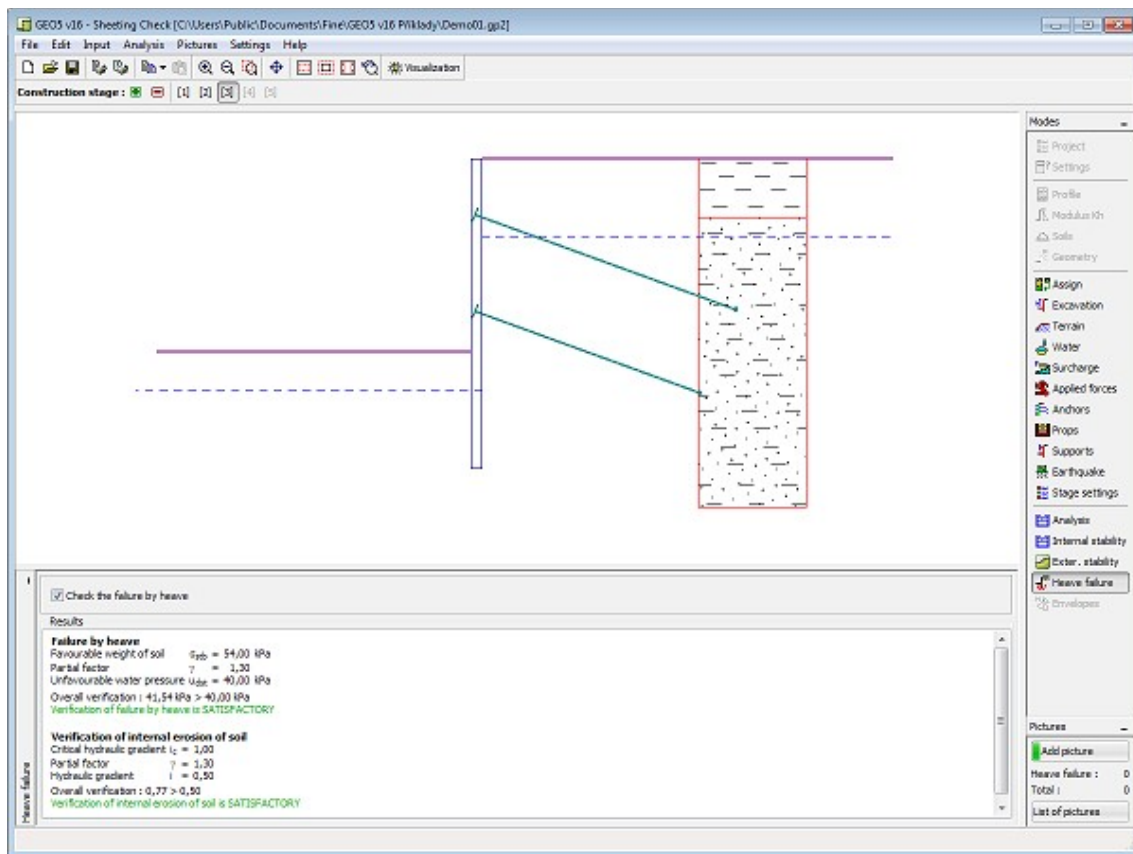 GEO5 v16 - Sheeting Check [C:\Users\Public\Documents\Fine\GEO5 v16 Příklady\Demo01.gp2]
File Edit Input Analysis Pictures Settings Help
Visualization
Construction stage : [1] [2] [3] [4] [5]
Modes
Project
Settings
Profile
Modulus Kh
Soils
Geometry
Assign
Excavation
Terrain
Water
Surcharge
Applied forces
Anchors
Props
Supports
Earthquake
Stage settings
Analysis
Internal stability
Exter. stability
Heave failure
Envelopes
Check the failure by heave
Results
Failure by heave
Favourable weight of soil Gstb = 54,00 kPa
Partial factor γ = 1,30
Unfavourable water pressure udst = 40,00 kPa
Overall verification : 41,54 kPa > 40,00 kPa
Verification of failure by heave is SATISFACTORY
Verification of internal erosion of soil
Critical hydraulic gradient ic = 1,00
Partial factor γ = 1,30
Hydraulic gradient i = 0,50
Overall verification : 0,77 > 0,50
Verification of internal erosion of soil is SATISFACTORY
Heave failure
Pictures
Add picture
Heave failure : 0
Total : 0
List of pictures